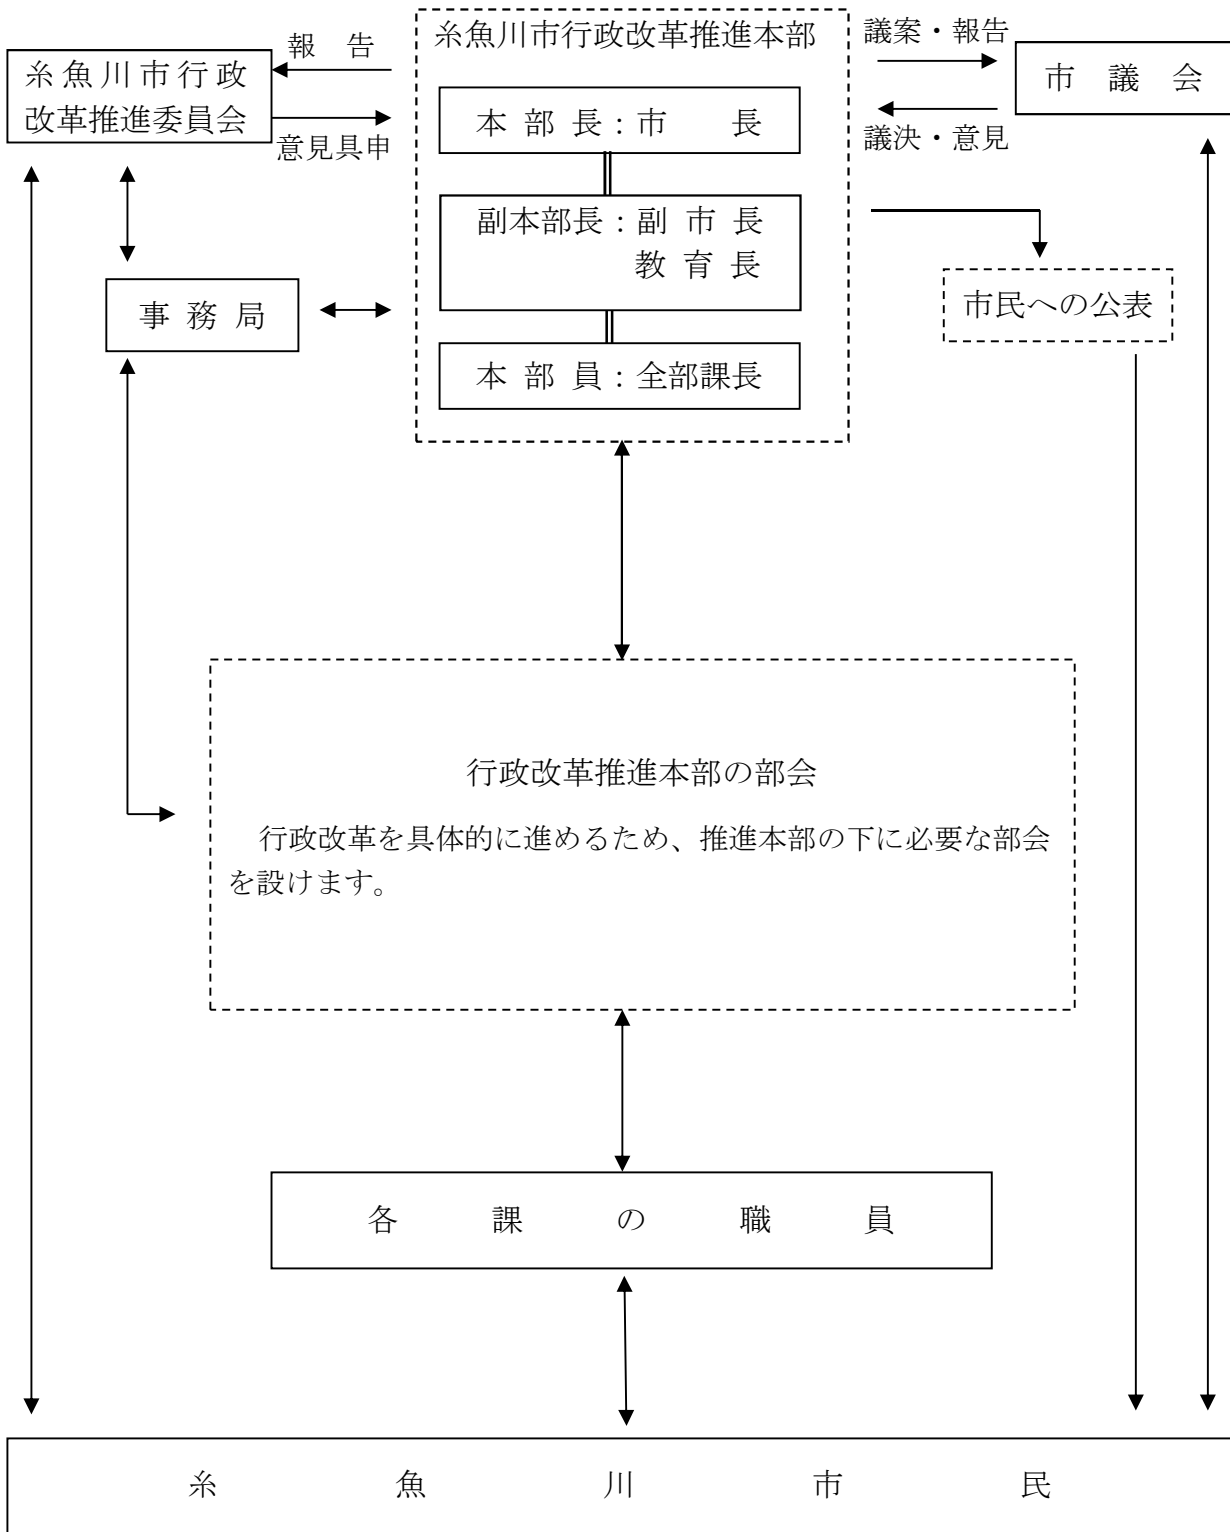 糸魚川市行政改革推進本部
報 告
議案・報告
糸魚川市行政
改革推進委員会
市 議 会
本 部 長：市 長
意見具申
議決・意見
副本部長：副 市 長
教 育 長
事 務 局
市民への公表
本 部 員：全部課長
行政改革推進本部の部会
行政改革を具体的に進めるため、推進本部の下に必要な部会
を設けます。
各 課 の 職 員
糸 魚 川 市 民